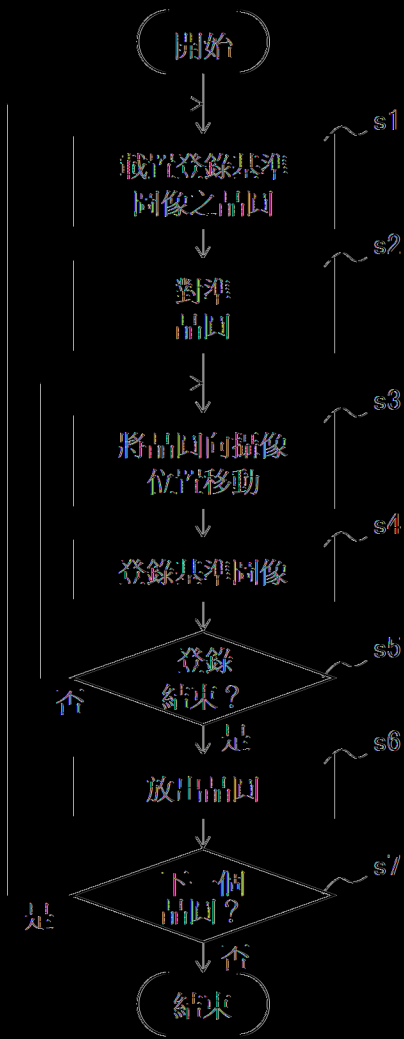 開始
s1
載置登錄基準
圖像之晶圓
s2
對準
晶圓
s3
將晶圓向攝像
位置移動
s4
登錄基準圖像
s5
登錄
結束？
否
是
s6
放出晶圓
s7
下一個
晶圓？
是
否
結束